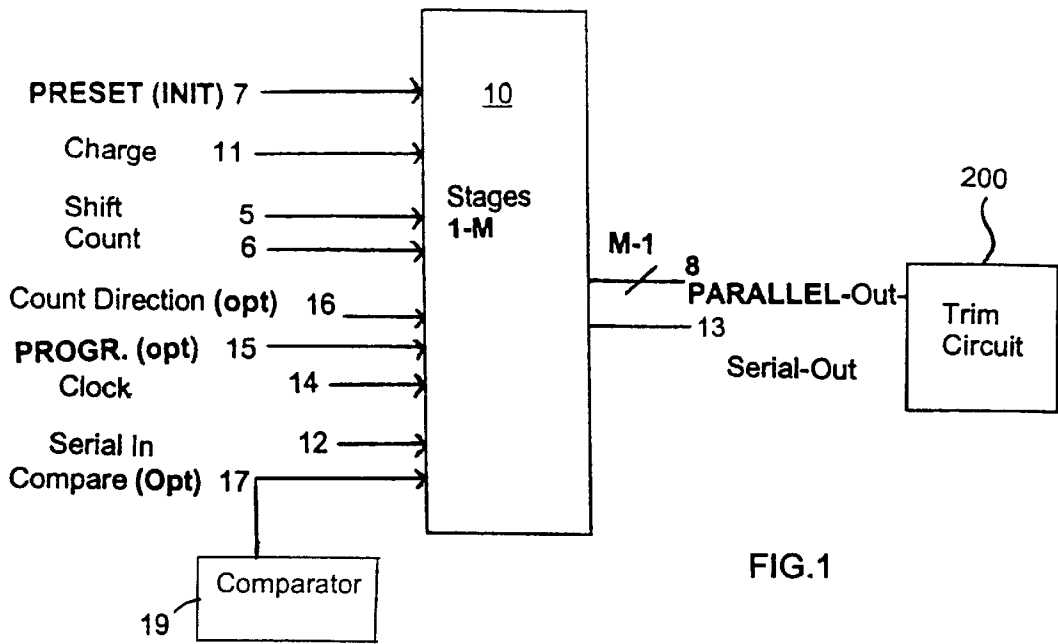 PRESET (INIT) 7
10
Charge 11
Shift 5
Count 6
Stages
1-M
Count Direction (opt) 16
PROGR. (opt) 15
Clock 14
Serial In 12
Compare (Opt) 17
M-1
8
PARALLEL-Out
13
Serial-Out
200
Trim
Circuit
Comparator
19
FIG.1